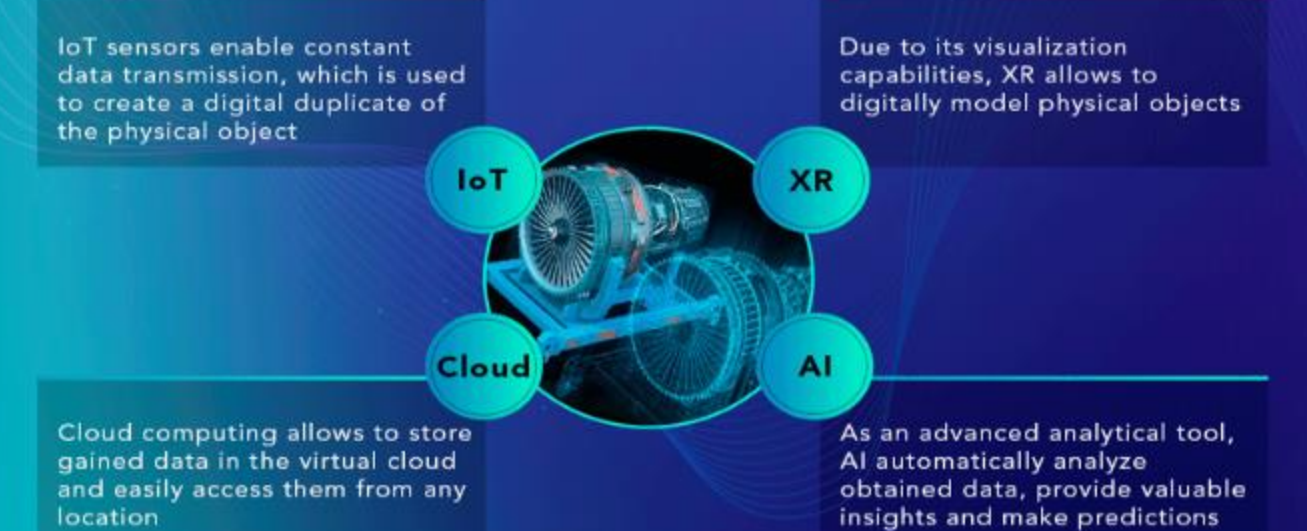 IoT sensors enable constant
data transmission, which is used
to create a digital duplicate of
the physical object
Due to its visualization
capabilities, XR allows to
digitally model physical objects
IoT
XR
Cloud
AI
Cloud computing allows to store
gained data in the virtual cloud
and easily access them from any
location
As an advanced analytical tool,
AI automatically analyze
obtained data, provide valuable
insights and make predictions